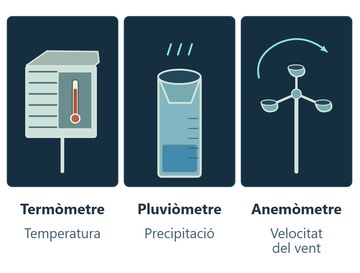 Termòmetre
Temperatura
Pluviòmetre
Precipitació
Anemòmetre
Velocitat
del vent